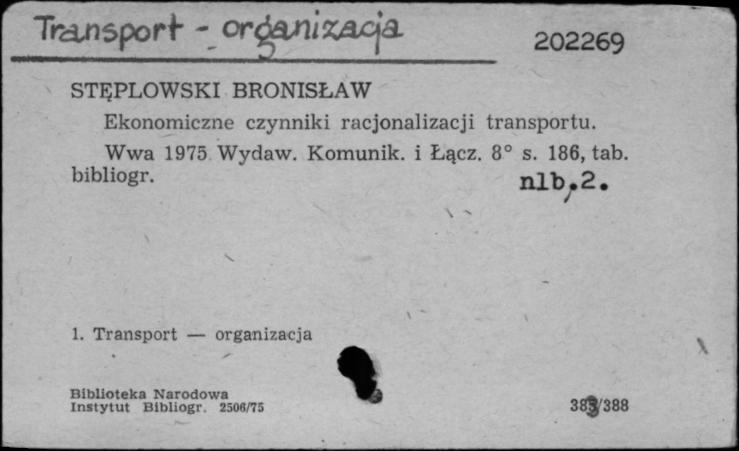 Transport - organizacja
202269
STĘPLOWSKI BRONISŁAW
Ekonomiczne czynniki racjonalizacji transportu.
Wwa 1975 Wydaw. Komunik. i Łącz. 8° s. 186, tab.
bibliogr.
nlb, 2.
1. Transport — organizacja
Biblioteka Narodowa
Instytut Bibliogr. 2506/75
383/388